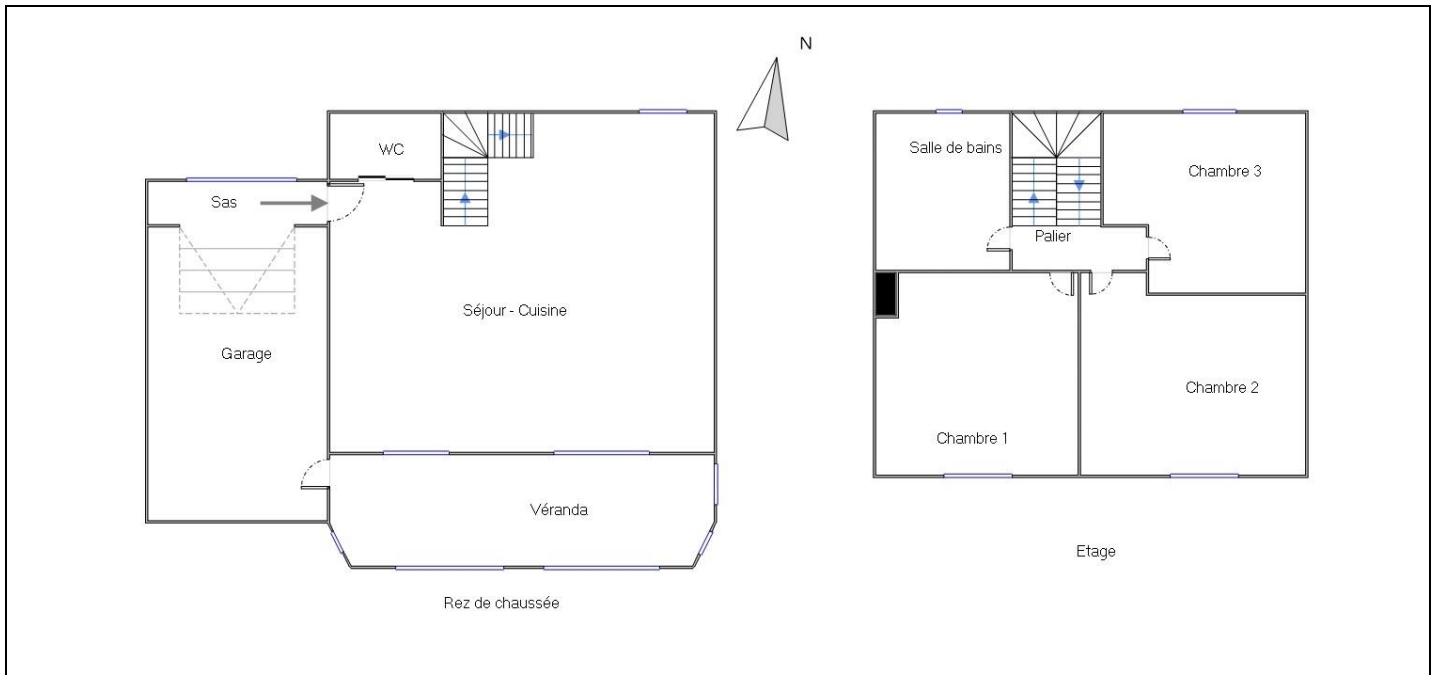 N
WC
Sas
Séjour - Cuisine
Garage
Véranda
Rez de chaussée
Salle de bains
Chambre 3
Palier
Chambre 2
Chambre 1
Etage